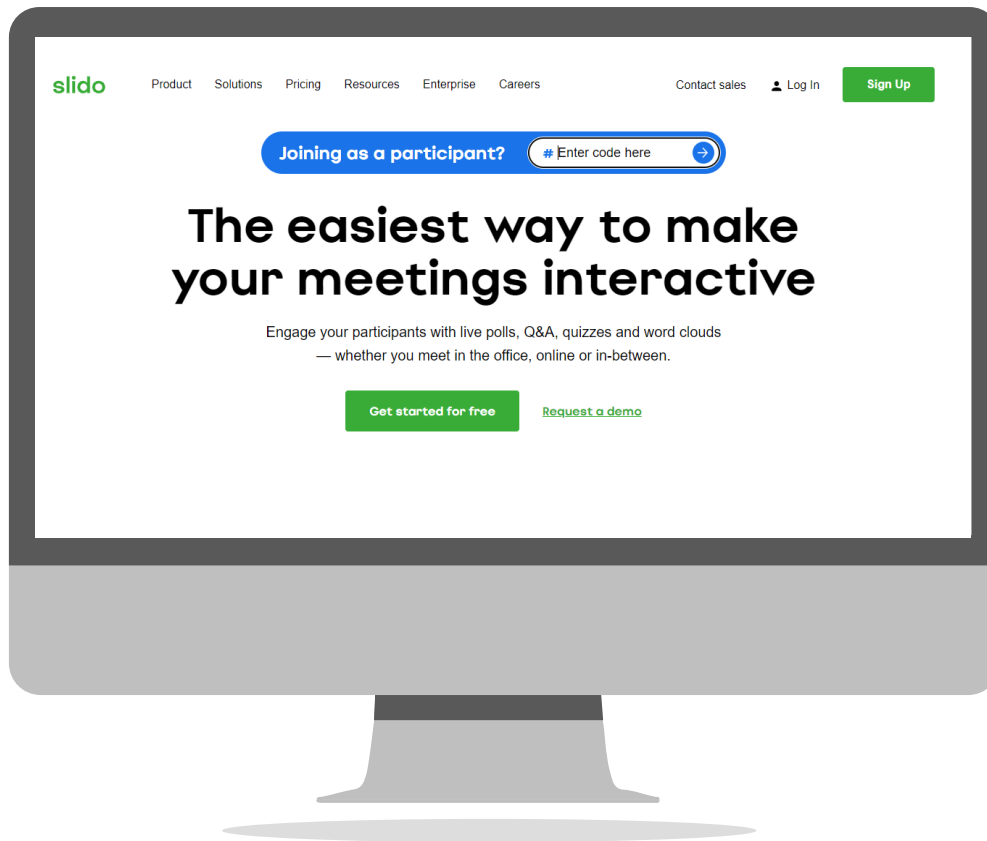 slido Product Solutions Pricing Resources Enterprise Careers Contact sales Log In Sign Up
Joining as a participant? # Enter code here
The easiest way to make
your meetings interactive
Engage your participants with live polls, Q&A, quizzes and word clouds
— whether you meet in the office, online or in-between.
Get started for free Request a demo